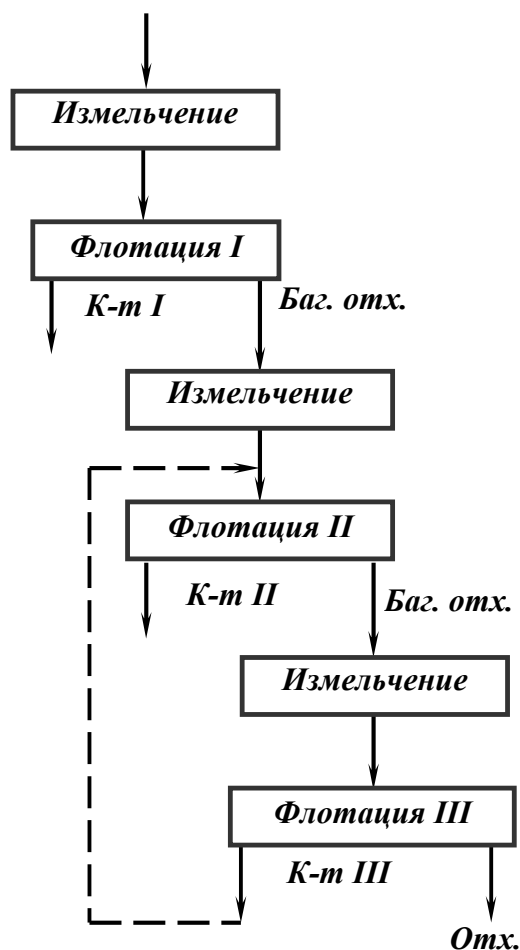 Измельчение
Флотация I
К-т I
Баг. отх.
Измельчение
Флотация II
К-т II
Баг. отх.
Измельчение
Флотация III
К-т III
Отх.